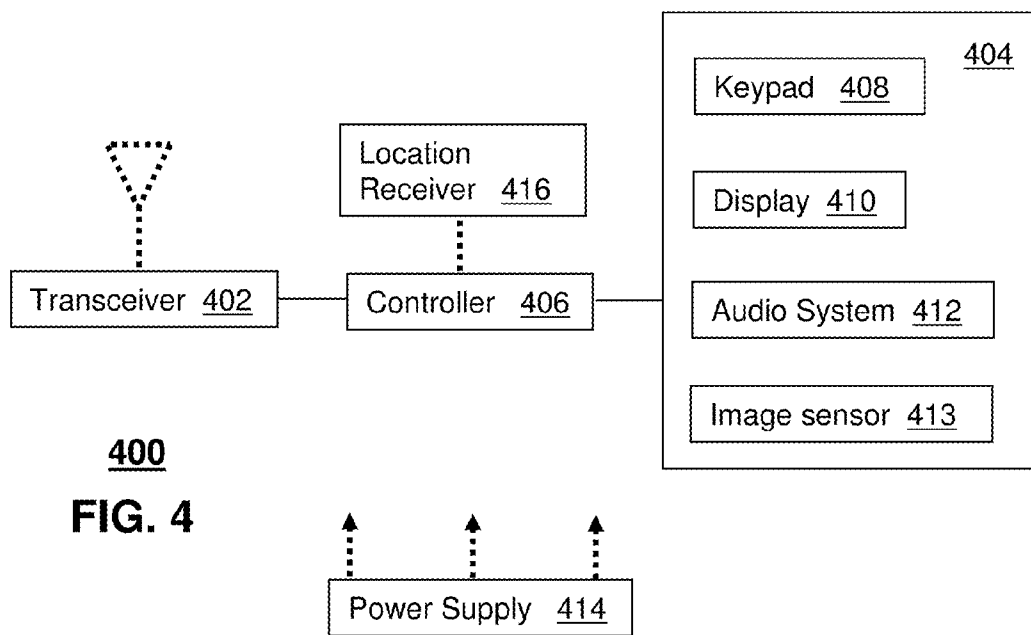 404
Keypad 408
Location
Receiver 416
Display 410
Transceiver 402
Controller 406
Audio System 412
Image sensor 413
400
FIG. 4
Power Supply 414